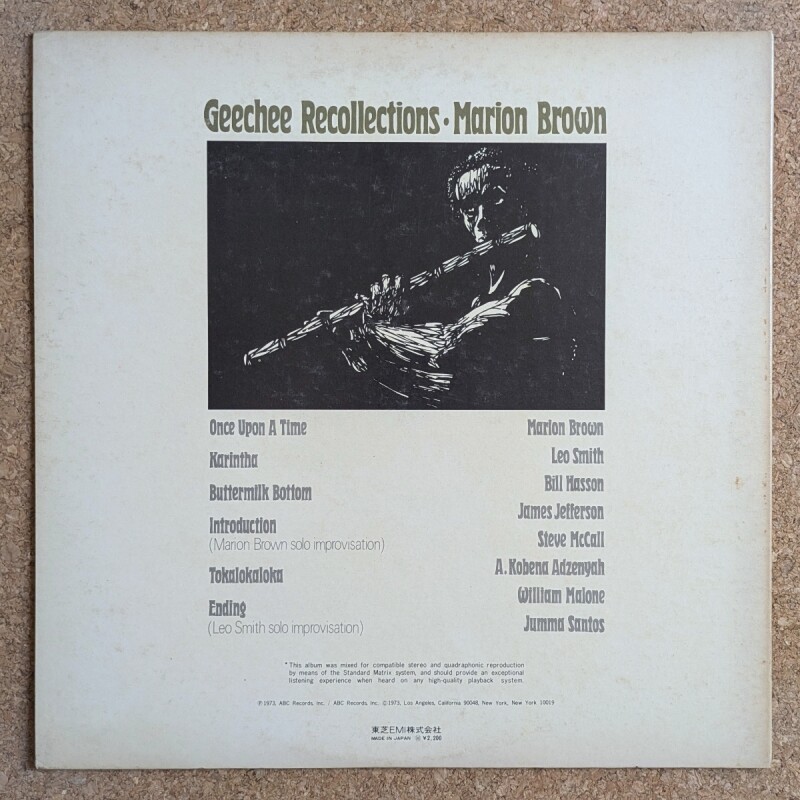 Geechee Recollections · Marion Brown
Once Upon A Time
Karintha
Buttermilk Bottom
Introduction
(Marion Brown solo improvisation)
Tokalokaloka
Ending
(Leo Smith solo improvisation)
Marion Brown
Leo Smith
Bill Hasson
James Jefferson
Steve McCall
A. Kobena Adzenyah
William Malone
Jumma Santos
*This album was mixed for compatible stereo and quadraphonic reproduction
by means of the Standard Matrix system, and should provide an exceptional
listening experience when heard on any high-quality playback system.
℗ 1973, ABC Records, Inc. / ABC Records, Inc. © 1973, Los Angeles, California 90048, New York, New York 10019
東芝EMI株式会社
MADE IN JAPAN ¥2,200